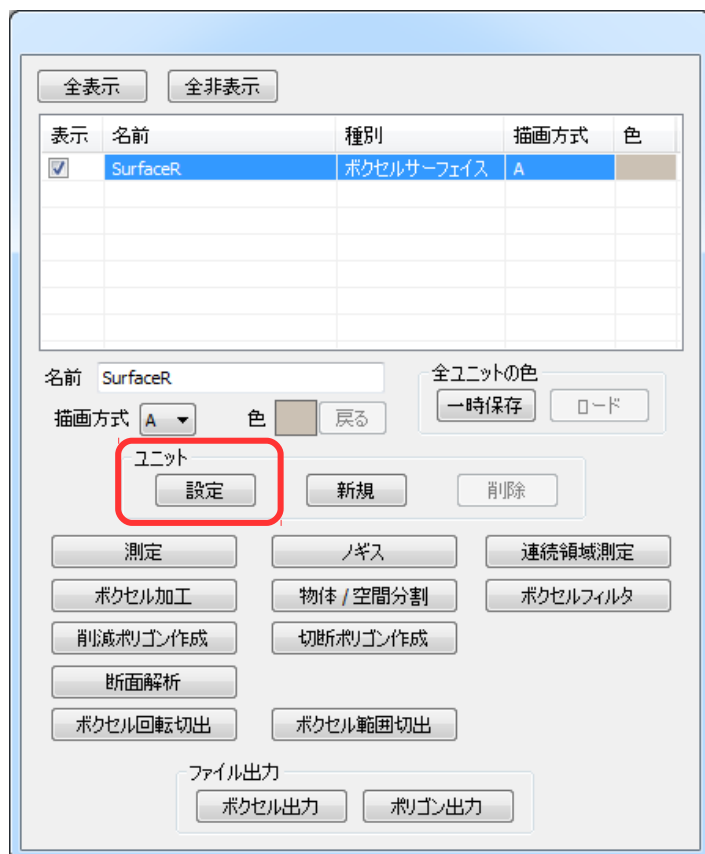 全表示 全非表示
表示 名前 種別 描画方式 色
SurfaceR ボクセルサーフェイス A
名前 SurfaceR 全ユニットの色
一時保存 ロード
描画方式 A 色 戻る
ユニット
設定 新規 削除
測定 ノギス 連続領域測定
ボクセル加工 物体 / 空間分割 ボクセルフィルタ
削減ポリゴン作成 切断ポリゴン作成
断面解析
ボクセル回転切出 ボクセル範囲切出
ファイル出力
ボクセル出力 ポリゴン出力